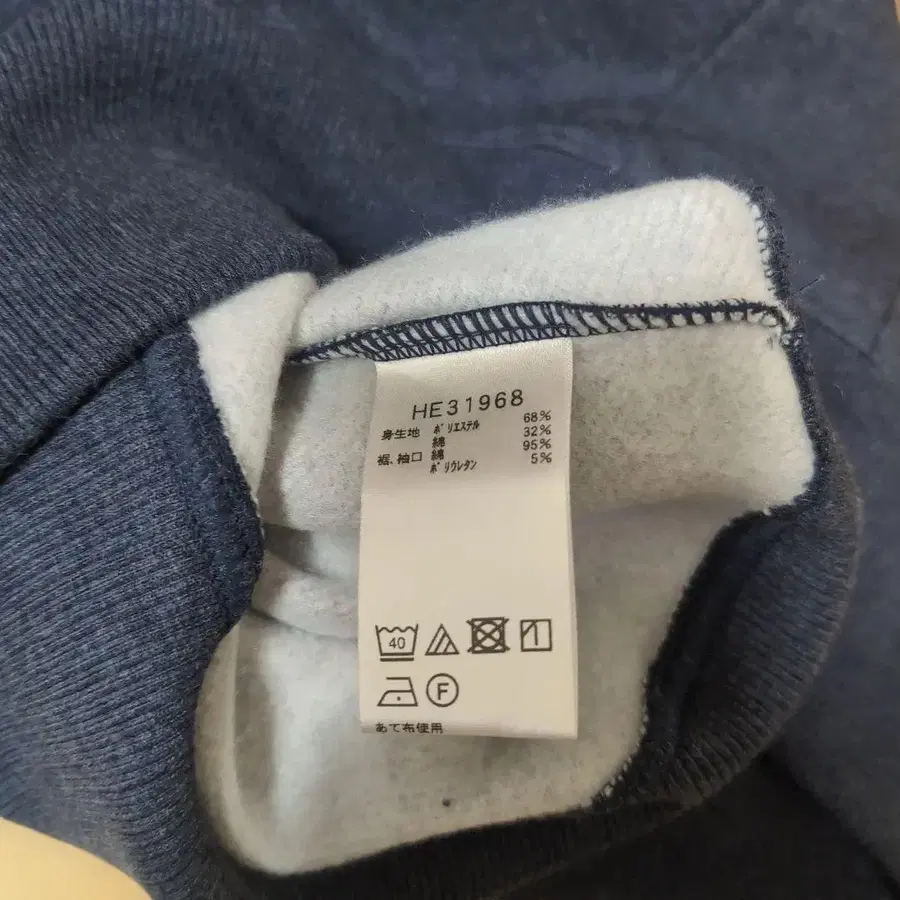 HE31968
身生地 ポリエステル 68%
綿 32%
裾、袖口 綿 95%
ポリウレタン 5%
40
F
あて布使用